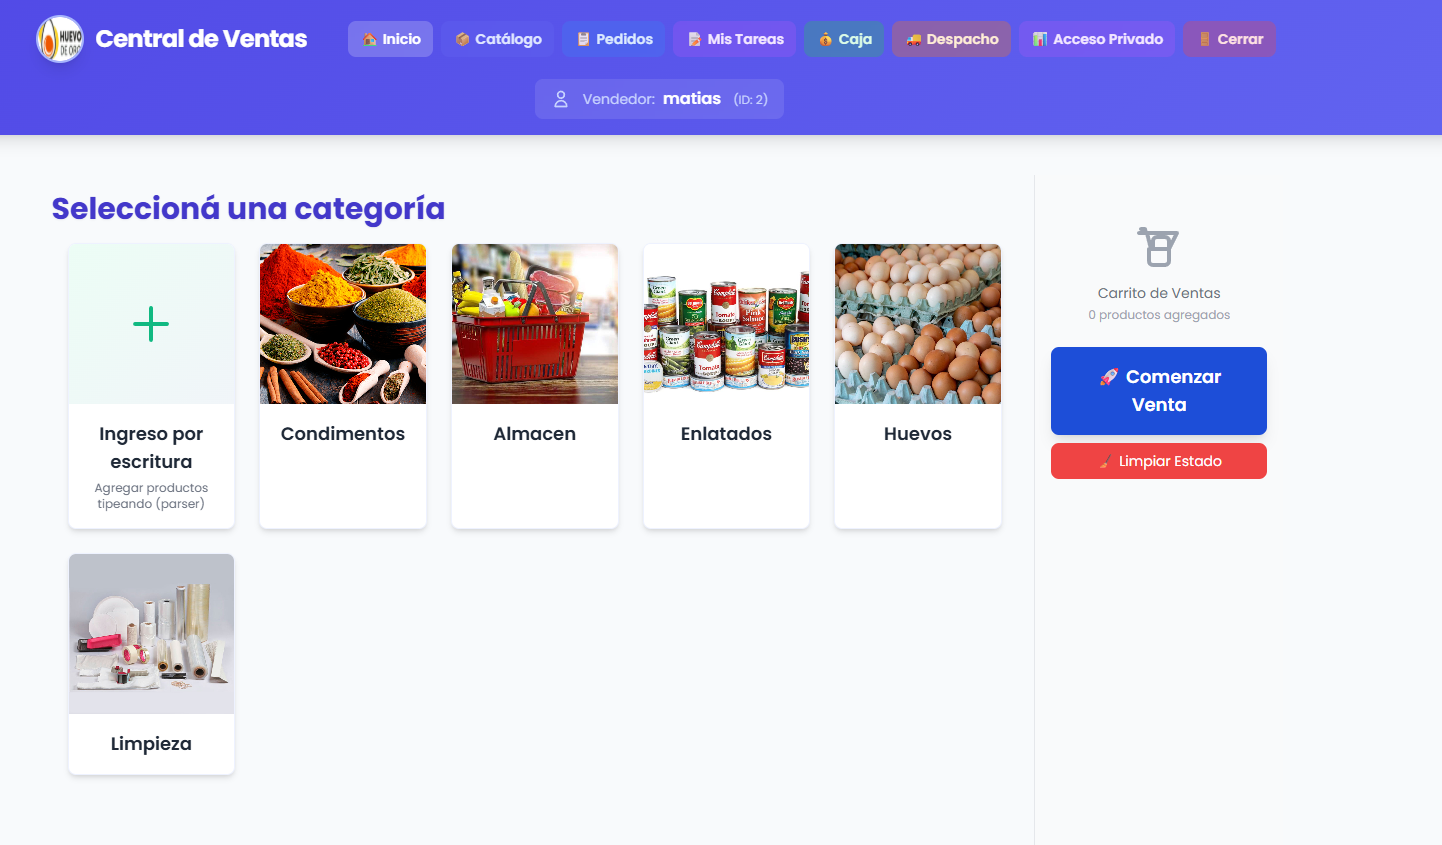 HUEVO
DE ORO
Central de Ventas
Inicio
Catálogo
Pedidos
Mis Tareas
Caja
Despacho
Acceso Privado
Cerrar
Vendedor: matias (ID: 2)
Seleccioná una categoría
Ingreso por
escritura
Agregar productos
tipeando (parser)
Condimentos
Almacen
Enlatados
Huevos
Limpieza
Carrito de Ventas
0 productos agregados
Comenzar
Venta
Limpiar Estado